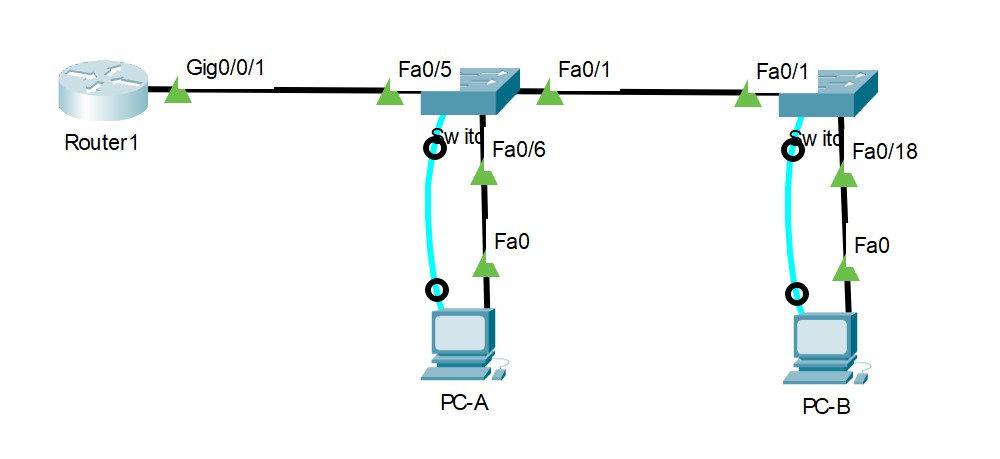 Gig0/0/1
Fa0/5
Fa0/1
Fa0/1
Router1
Sw itc
Sw itc
Fa0/6
Fa0/18
Fa0
Fa0
PC-A
PC-B